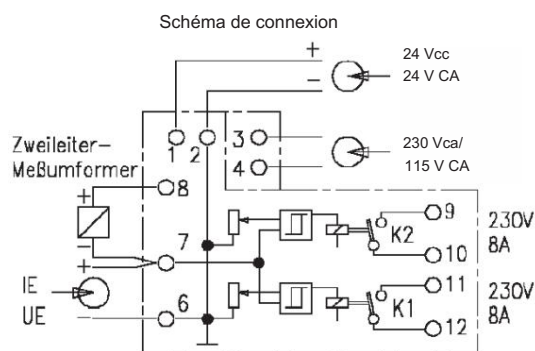 Schéma de connexion
+ 24 Vcc
− 24 V CA
1 2 3 230 Vca/
4 115 V CA
Zweileiter-
Meßumformer
+ 8
−
+ 7
IE
UE − 6
K2 9 230V
10 8A
K1 11 230V
12 8A